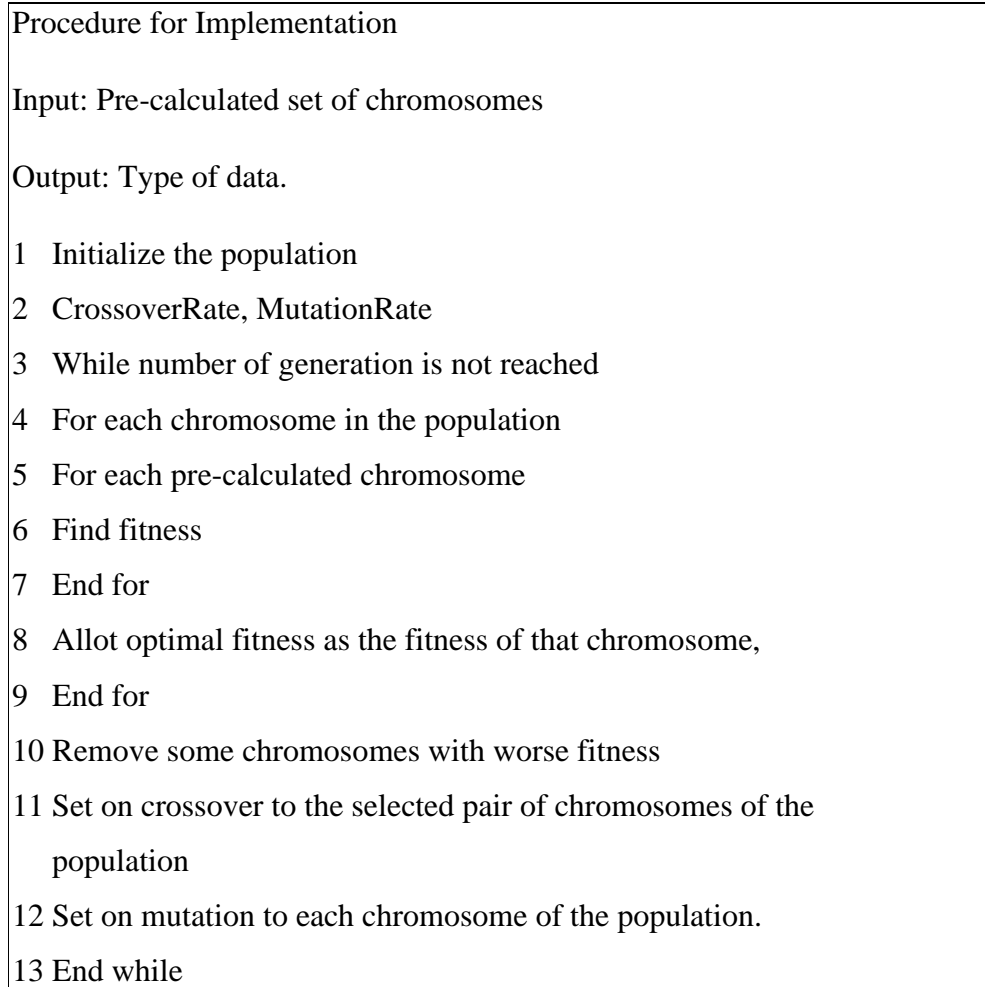 Procedure for Implementation
Input: Pre-calculated set of chromosomes
Output: Type of data.
1 Initialize the population
2 CrossoverRate, MutationRate
3 While number of generation is not reached
4 For each chromosome in the population
5 For each pre-calculated chromosome
6 Find fitness
7 End for
8 Allot optimal fitness as the fitness of that chromosome,
9 End for
10 Remove some chromosomes with worse fitness
11 Set on crossover to the selected pair of chromosomes of the
population
12 Set on mutation to each chromosome of the population.
13 End while